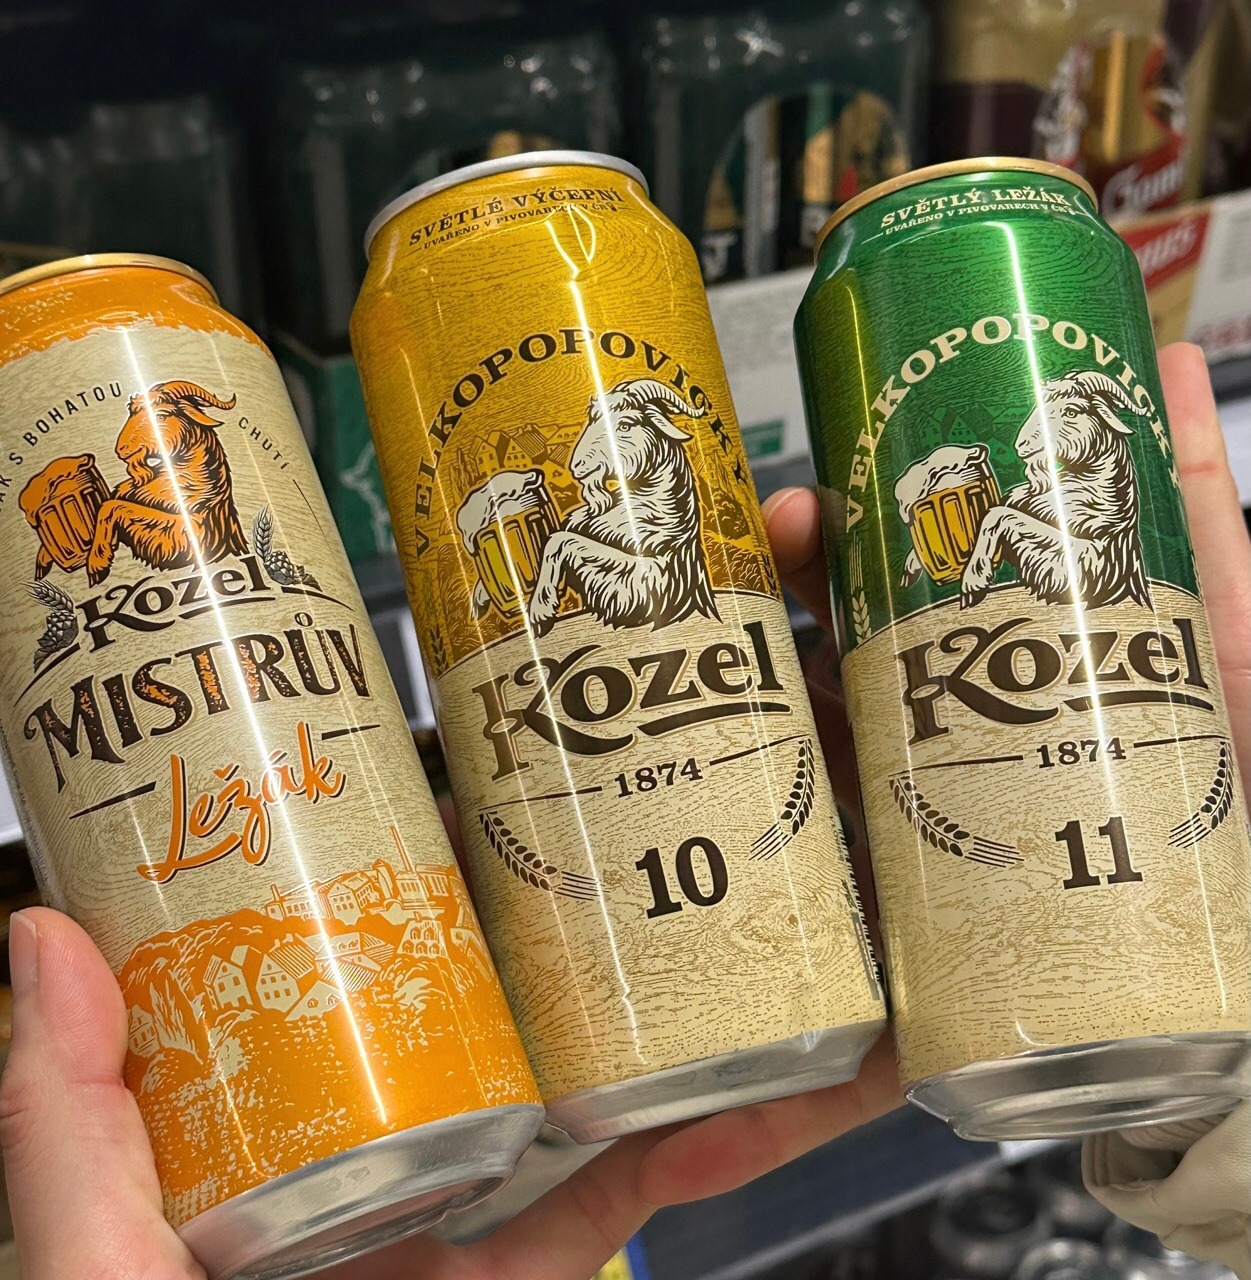 LEŽÁK S BOHATOU CHUTÍ
Kozel
MISTRŮV
Ležák
SVĚTLÉ VÝČEPNÍ
UVAŘENO V PIVOVARECH V ČR
VELKOPOPOVICKÝ
Kozel
1874
10
SVĚTLÝ LEŽÁK
UVAŘENO V PIVOVARECH V ČR
VELKOPOPOVICKÝ
Kozel
1874
11